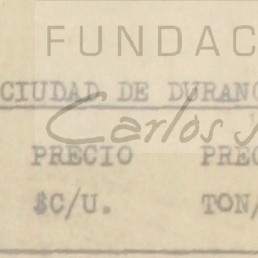 FUNDAC
CIUDAD DE DURANG
Carlos
PRECIO PREC
$C/U. TON/